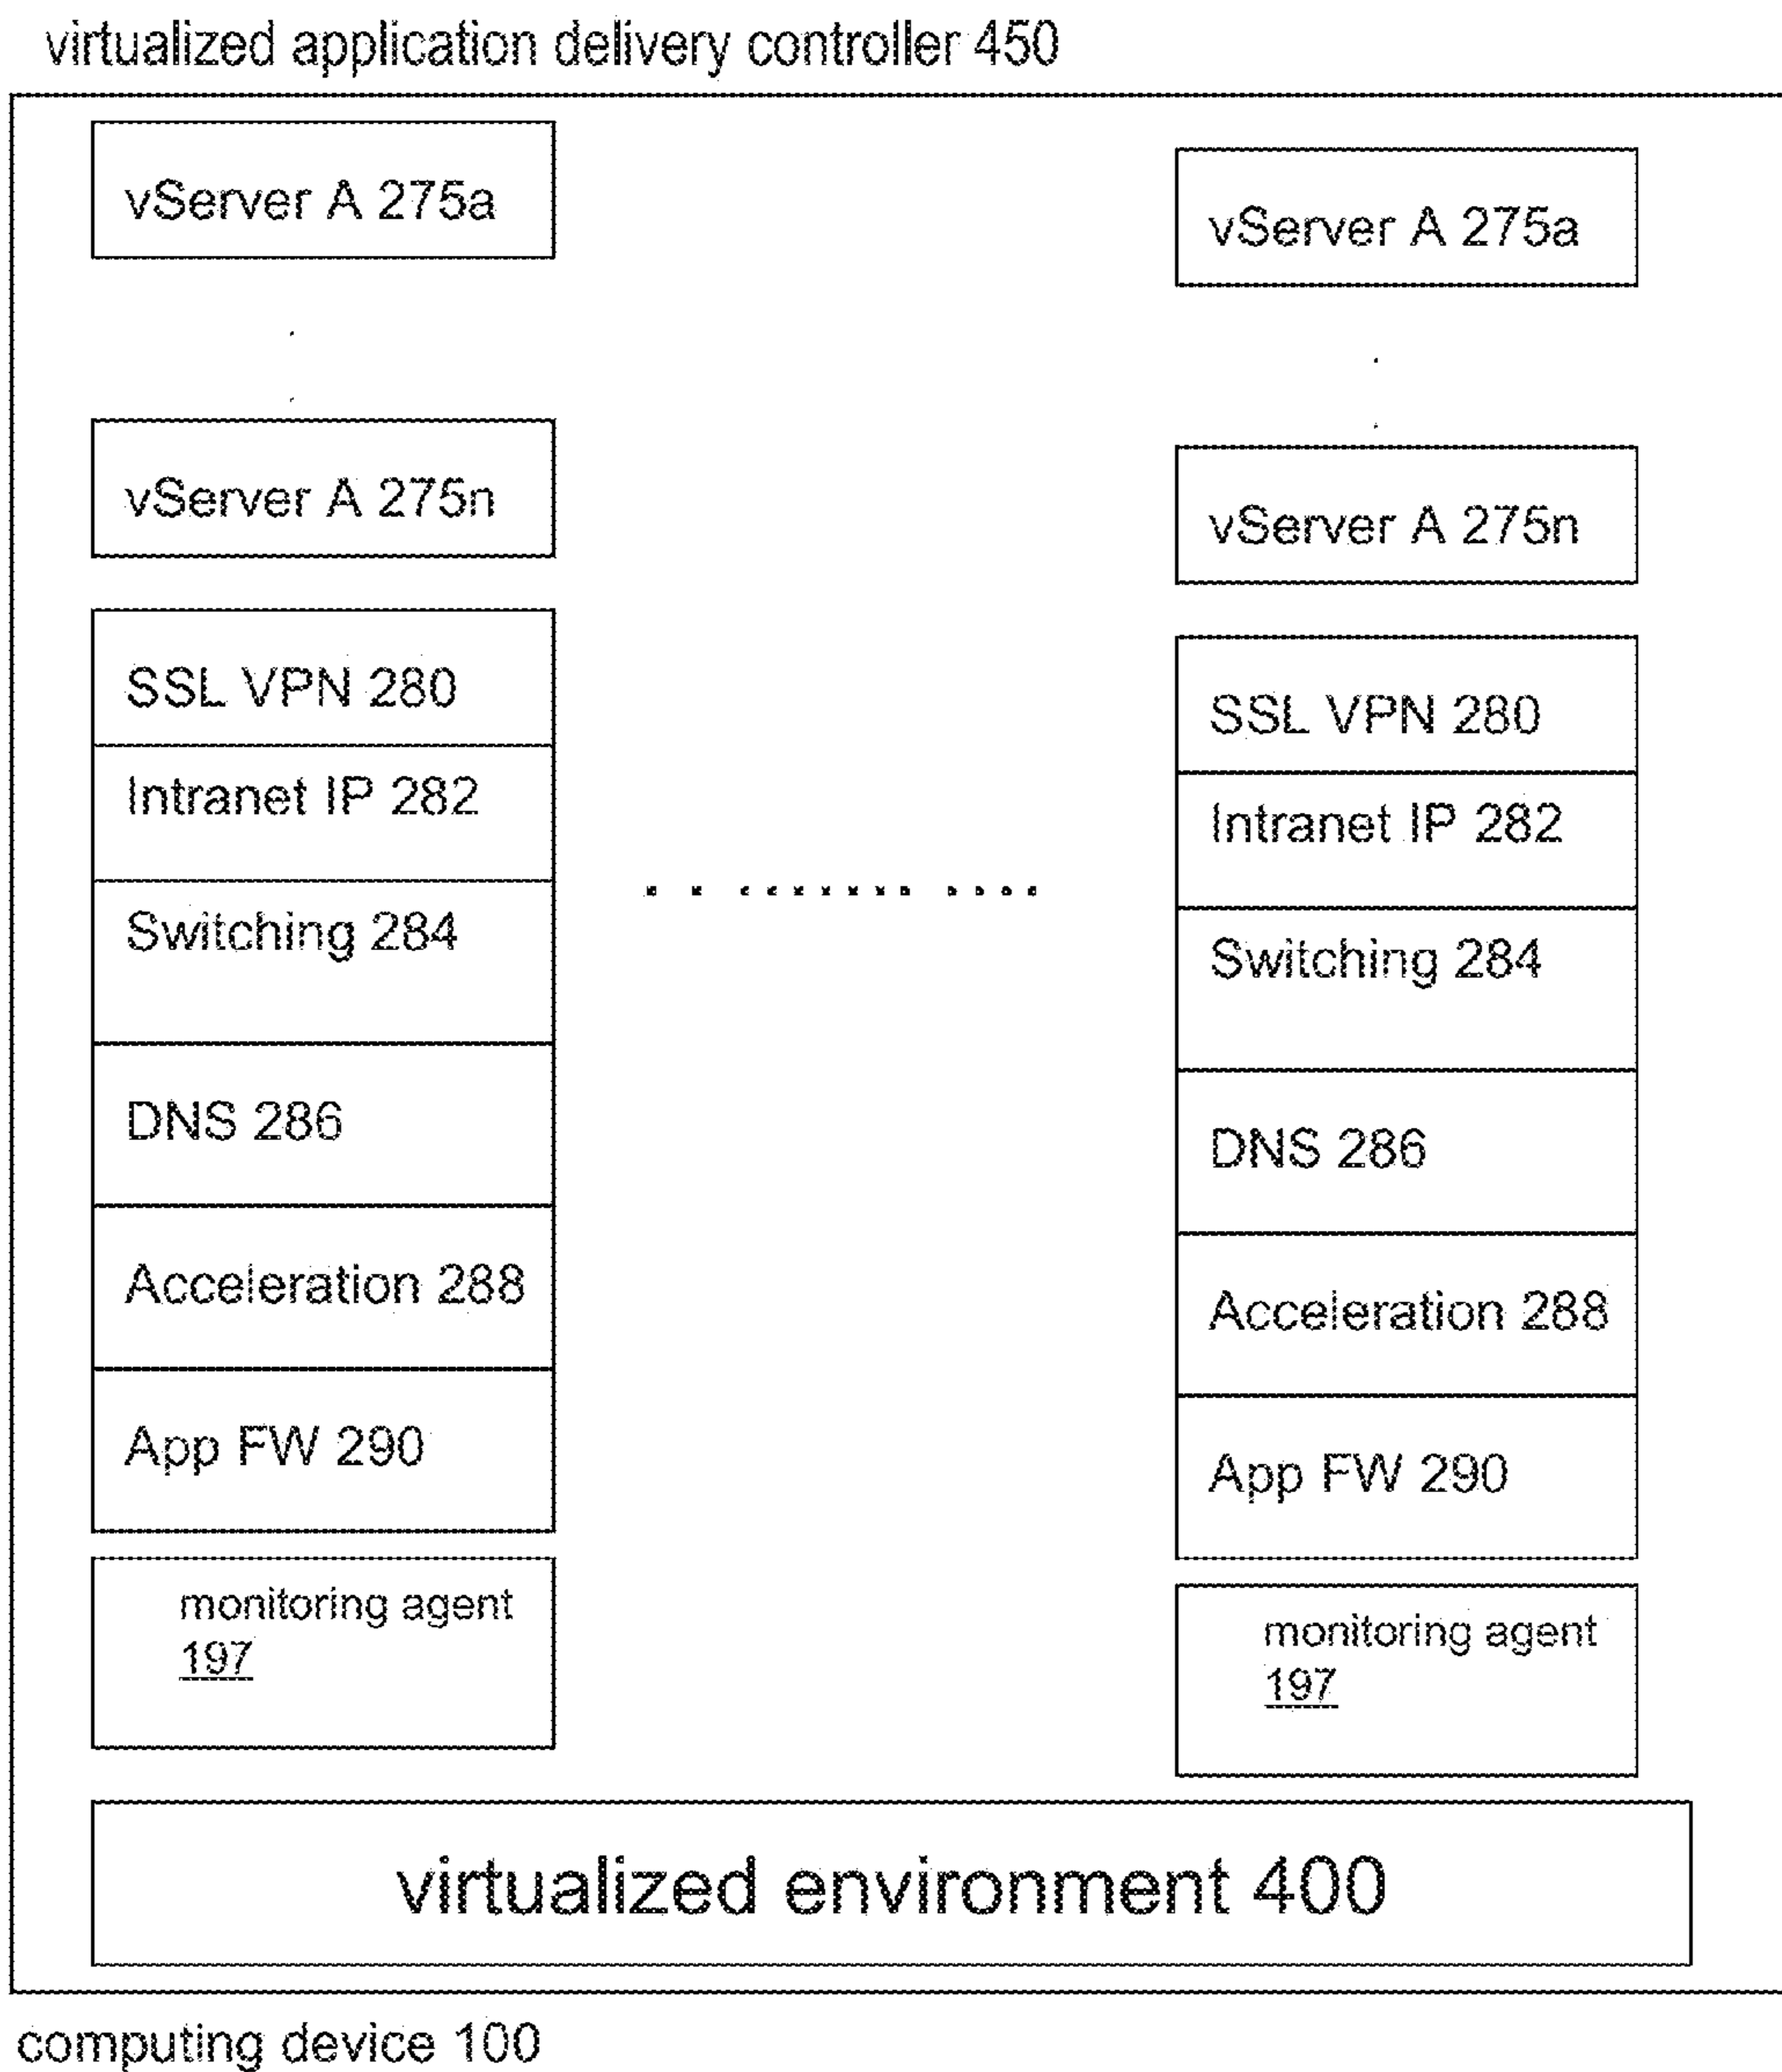 virtualized application delivery controller 450
vServer A 275a
vServer A 275n
SSL VPN 280
Intranet IP 282
Switching 284
DNS 286
Acceleration 288
App FW 290
monitoring agent
197
vServer A 275a
vServer A 275n
SSL VPN 280
Intranet IP 282
Switching 284
DNS 286
Acceleration 288
App FW 290
monitoring agent
197
virtualized environment 400
computing device 100